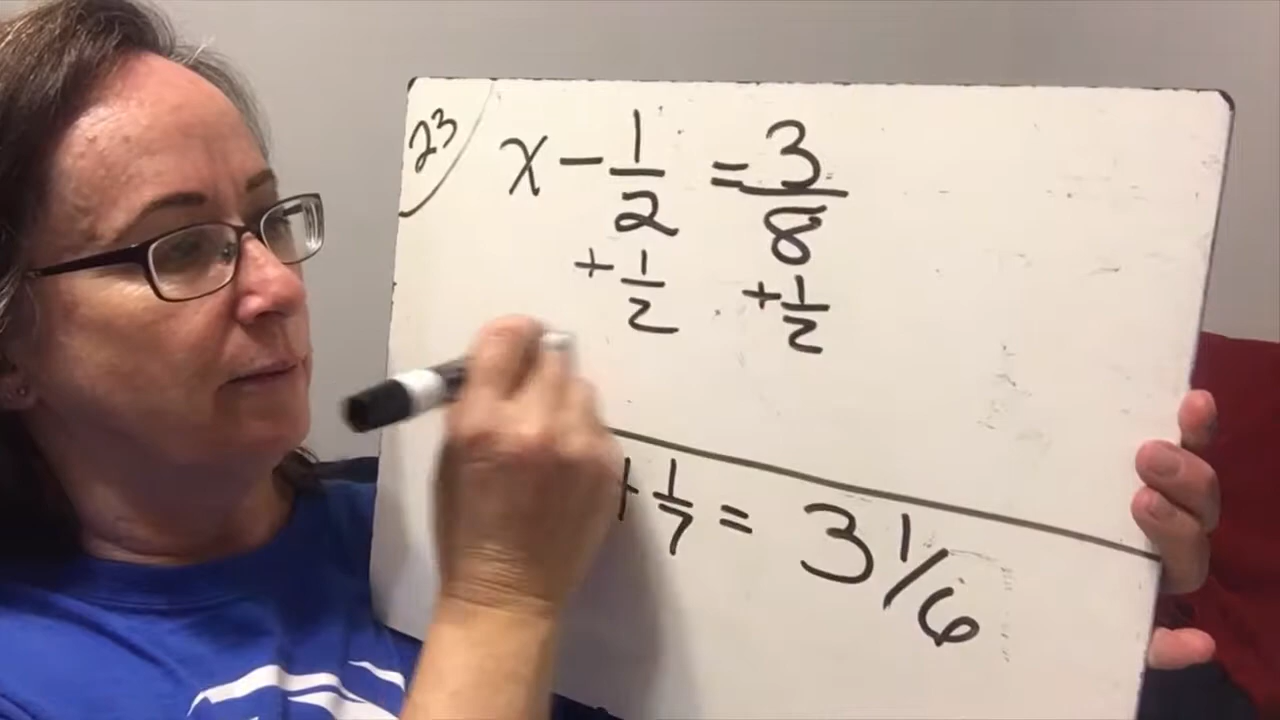 23
x - 1/2 = 3/8
+ 1/2 + 1/2
+ 1/7 = 3 1/6